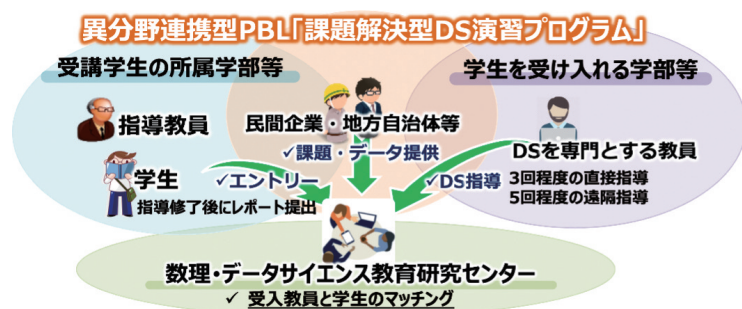 異分野連携型PBL「課題解決型DS演習プログラム」
受講学生の所属学部等
学生を受け入れる学部等
指導教員
民間企業・地方自治体等
✓課題・データ提供
DSを専門とする教員
学生
✓エントリー
✓DS指導
3回程度の直接指導
5回程度の遠隔指導
指導修了後にレポート提出
数理・データサイエンス教育研究センター
✓ 受入教員と学生のマッチング